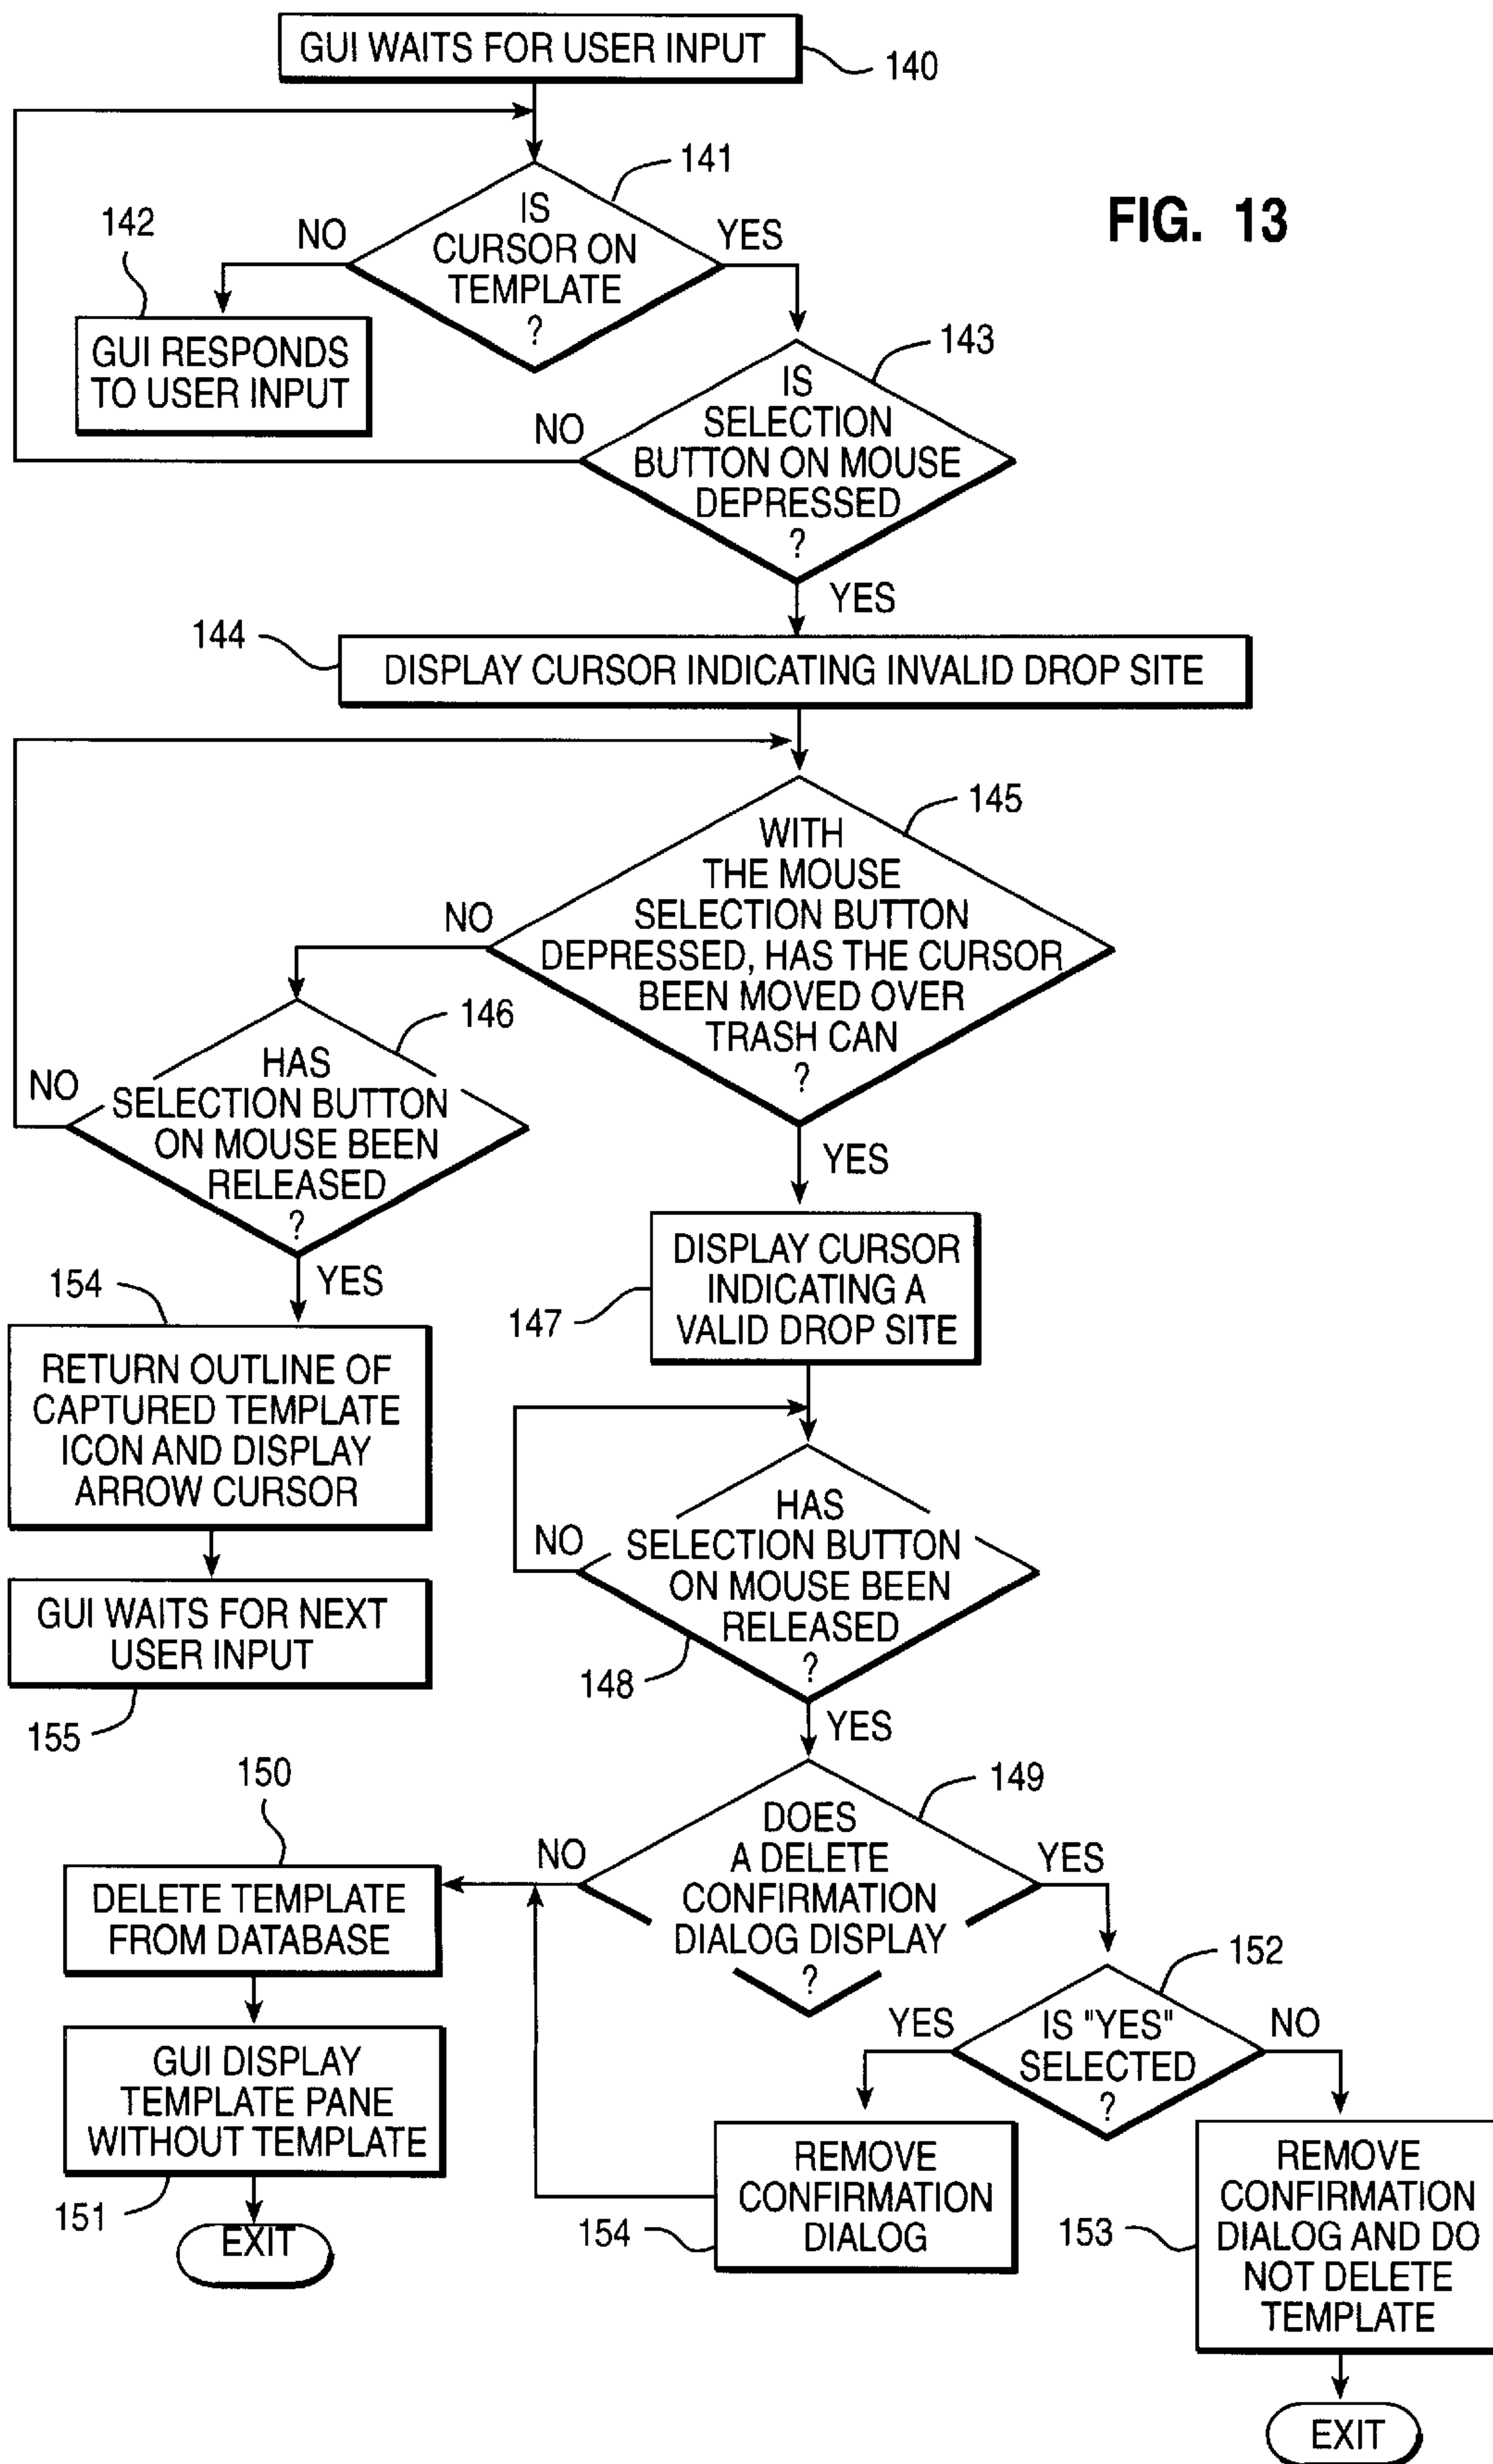 GUI WAITS FOR USER INPUT
140
FIG. 13
141
IS
CURSOR ON
TEMPLATE
?
NO
YES
142
GUI RESPONDS
TO USER INPUT
143
IS
SELECTION
BUTTON ON MOUSE
DEPRESSED
?
NO
YES
144
DISPLAY CURSOR INDICATING INVALID DROP SITE
145
WITH
THE MOUSE
SELECTION BUTTON
DEPRESSED, HAS THE CURSOR
BEEN MOVED OVER
TRASH CAN
?
NO
YES
146
HAS
SELECTION BUTTON
ON MOUSE BEEN
RELEASED
?
NO
YES
147
DISPLAY CURSOR
INDICATING A
VALID DROP SITE
154
RETURN OUTLINE OF
CAPTURED TEMPLATE
ICON AND DISPLAY
ARROW CURSOR
GUI WAITS FOR NEXT
USER INPUT
155
HAS
SELECTION BUTTON
ON MOUSE BEEN
RELEASED
?
NO
148
YES
149
DOES
A DELETE
CONFIRMATION
DIALOG DISPLAY
?
NO
YES
150
DELETE TEMPLATE
FROM DATABASE
GUI DISPLAY
TEMPLATE PANE
WITHOUT TEMPLATE
151
EXIT
152
IS "YES"
SELECTED
?
YES
NO
REMOVE
CONFIRMATION
DIALOG
154
REMOVE
CONFIRMATION
DIALOG AND DO
NOT DELETE
TEMPLATE
153
EXIT